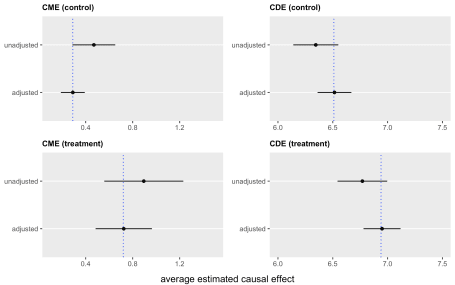 CME (control)
CDE (control)
unadjusted
unadjusted
adjusted
adjusted
0.4 0.8 1.2
6.0 6.5 7.0 7.5
CME (treatment)
CDE (treatment)
unadjusted
unadjusted
adjusted
adjusted
0.4 0.8 1.2
6.0 6.5 7.0 7.5
average estimated causal effect